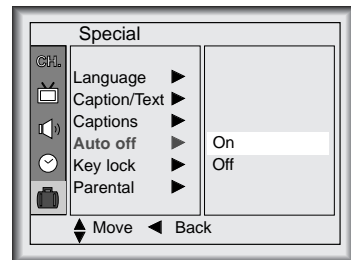 Special
CH.
Language
Caption/Text
Captions
Auto off
On
Key lock
Off
Parental
Move Back